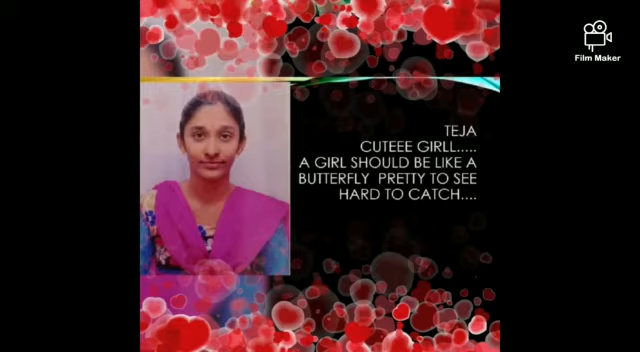 Film Maker
TEJA
CUTEEE GIRLL.....
A GIRL SHOULD BE LIKE A
BUTTERFLY PRETTY TO SEE
HARD TO CATCH....